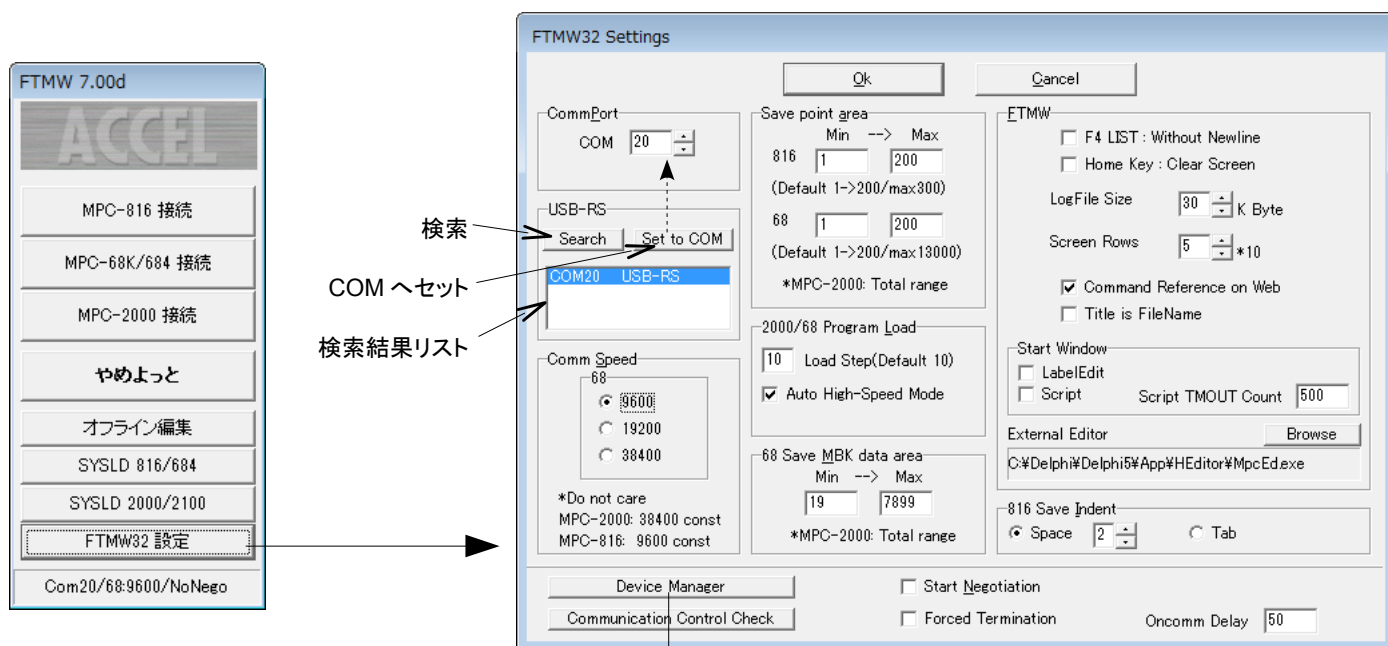 FTMW 7.00d
ACCEL
MPC-816 接続
MPC-68K/684 接続
MPC-2000 接続
やめよっと
オフライン編集
SYSLD 816/684
SYSLD 2000/2100
FTMW32 設定
Com20/68:9600/NoNego
検索
COM へセット
検索結果リスト
FTMW32 Settings
Ok
Cancel
CommPort
COM 20
USB-RS
Search Set to COM
COM20 USB-RS
Comm Speed
68
9600
19200
38400
*Do not care
MPC-2000: 38400 const
MPC-816: 9600 const
Save point area
Min --> Max
816 1 200
(Default 1->200/max300)
68 1 200
(Default 1->200/max13000)
*MPC-2000: Total range
2000/68 Program Load
10 Load Step(Default 10)
Auto High-Speed Mode
68 Save MBK data area
Min --> Max
19 7899
*MPC-2000: Total range
FTMW
F4 LIST : Without Newline
Home Key : Clear Screen
LogFile Size 30 K Byte
Screen Rows 5 *10
Command Reference on Web
Title is FileName
Start Window
LabelEdit
Script Script TMOUT Count 500
External Editor Browse
C:¥Delphi¥Delphi5¥App¥HEditor¥MpcEd.exe
816 Save Indent
Space 2 Tab
Device Manager
Communication Control Check
Start Negotiation
Forced Termination
Oncomm Delay 50